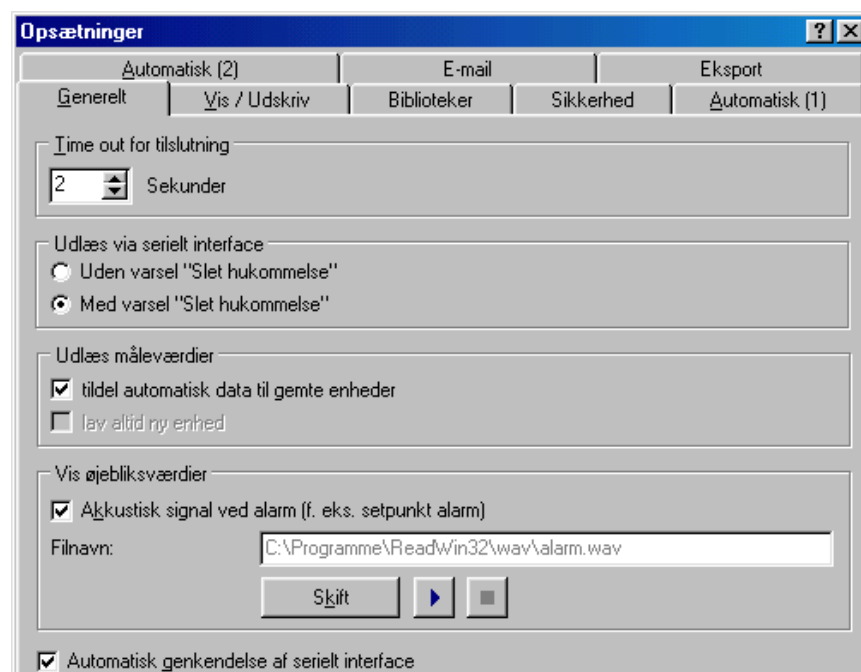 Opsætninger
Automatisk (2) E-mail Eksport
Generelt Vis / Udskriv Biblioteker Sikkerhed Automatisk (1)
Time out for tilslutning
2 Sekunder
Udlæs via serielt interface
Uden varsel "Slet hukommelse"
Med varsel "Slet hukommelse"
Udlæs måleværdier
tildel automatisk data til gemte enheder
lav altid ny enhed
Vis øjebliksværdier
Akkustisk signal ved alarm (f. eks. setpunkt alarm)
Filnavn: C:\Programme\ReadWin32\wav\alarm.wav
Skift
Automatisk genkendelse af serielt interface